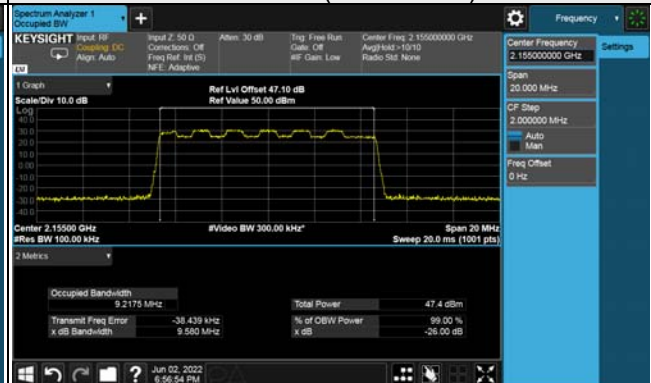 Spectrum Analyzer 1
Occupied BW
Frequency
KEYSIGHT Input: RF
Coupling: DC
Align: Auto
Input Z: 50 Ω
Corrections: Off
Freq Ref: Int (S)
NFE: Adaptive
Atten: 30 dB
Trig: Free Run
Gate: Off
#IF Gain: Low
Center Freq: 2.155000000 GHz
Avg|Hold:>10/10
Radio Std: None
Center Frequency
2.155000000 GHz
Settings
Span
20.000 MHz
CF Step
2.000000 MHz
Auto
Man
Freq Offset
0 Hz
1 Graph
Scale/Div 10.0 dB
Ref Lvl Offset 47.10 dB
Ref Value 50.00 dBm
Log
40.0
30.0
20.0
10.0
0.00
-10.0
-20.0
-30.0
-40.0
Center 2.15500 GHz
#Res BW 100.00 kHz
#Video BW 300.00 kHz*
Span 20 MHz
Sweep 20.0 ms (1001 pts)
2 Metrics
Occupied Bandwidth
9.2175 MHz
Total Power 47.4 dBm
Transmit Freq Error -38.439 kHz
% of OBW Power 99.00 %
x dB Bandwidth 9.580 MHz
x dB -26.00 dB
Jun 02, 2022
6:56:54 PM